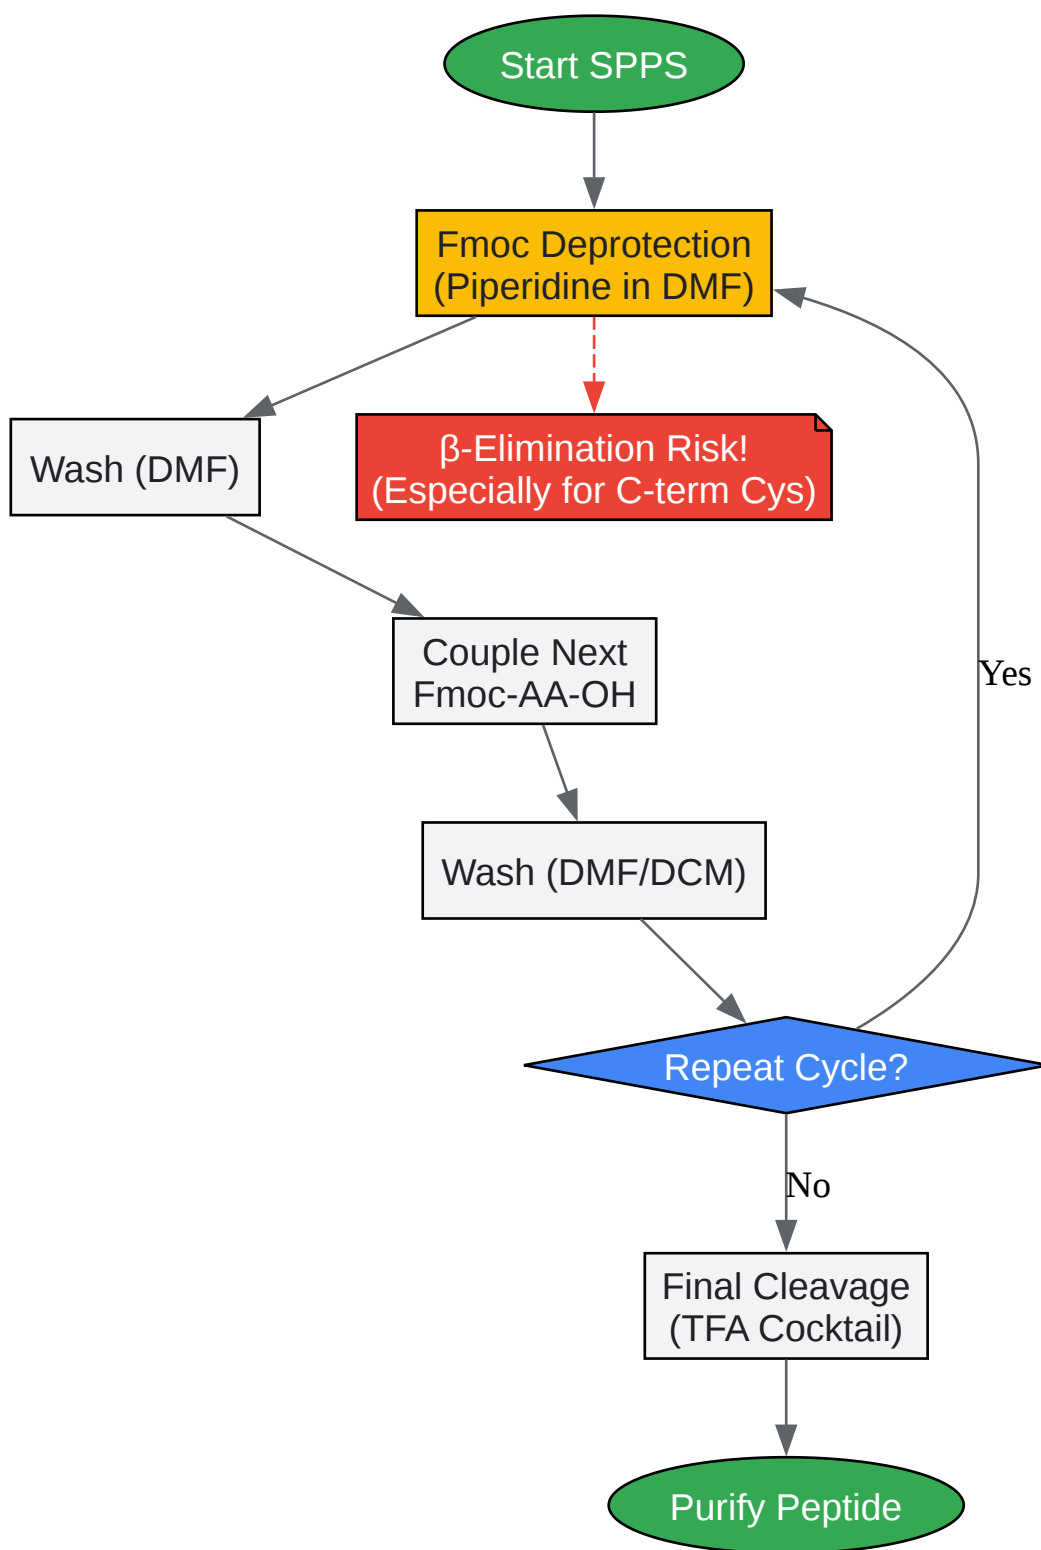 Start SPPS
Fmoc Deprotection
(Piperidine in DMF)
Wash (DMF)
β-Elimination Risk!
(Especially for C-term Cys)
Couple Next
Fmoc-AA-OH
Yes
Wash (DMF/DCM)
Repeat Cycle?
No
Final Cleavage
(TFA Cocktail)
Purify Peptide